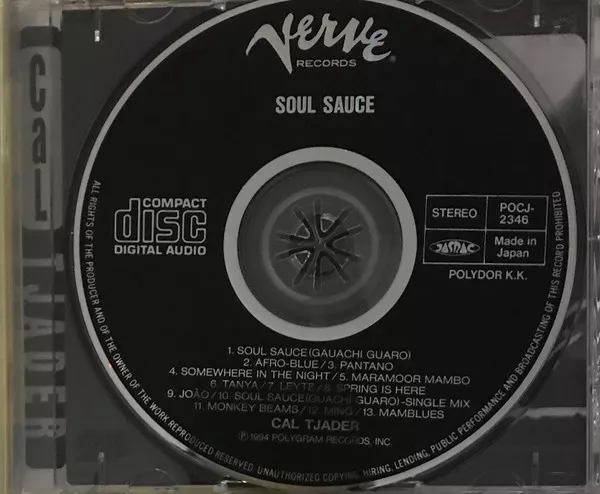 Verve
RECORDS
SOUL SAUCE
COMPACT
disc
DIGITAL AUDIO
STEREO
POCJ-
2346
JASRAC
Made in
Japan
POLYDOR K.K.
1. SOUL SAUCE (GAUACHI GUARO)
2. AFRO-BLUE / 3. PANTANO
4. SOMEWHERE IN THE NIGHT / 5. MARAMOOR MAMBO
6. TANYA / 7. LEYTE / 8. SPRING IS HERE
9. JOÃO / 10. SOUL SAUCE (GUACHI GUARO)-SINGLE MIX
11. MONKEY BEAMS / 12. MING / 13. MAMBLUES
CAL TJADER
℗©1994 POLYGRAM RECORDS, INC.
ALL RIGHTS OF THE PRODUCER AND OF THE OWNER OF THE WORK REPRODUCED RESERVED. UNAUTHORIZED COPYING, HIRING, LENDING, PUBLIC PERFORMANCE AND BROADCASTING OF THIS RECORD PROHIBITED.
Cal
TJADER